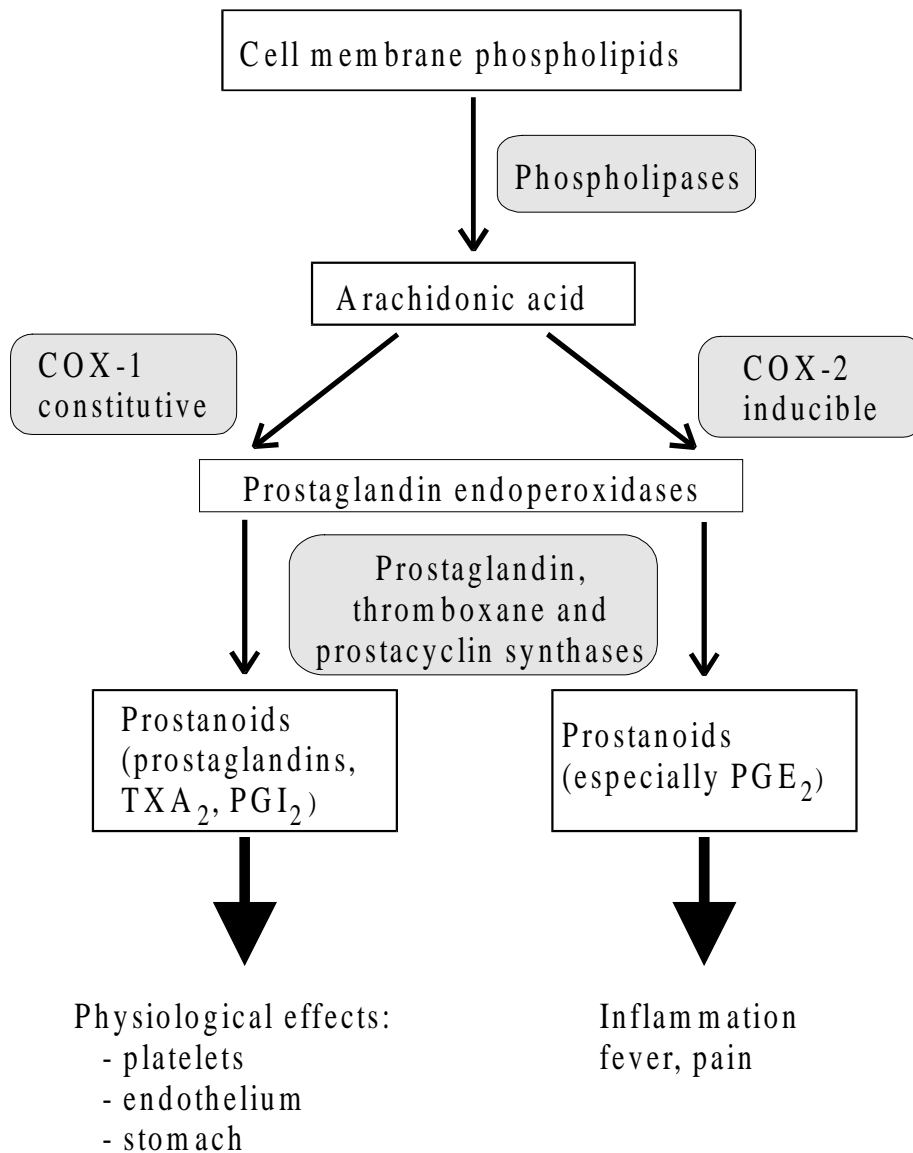 Cell membrane phospholipids
Phospholipases
Arachidonic acid
COX-1
constitutive
COX-2
inducible
Prostaglandin endoperoxidases
Prostaglandin,
thromboxane and
prostacyclin synthases
Prostanoids
(prostaglandins,
TXA2, PGI2)
Prostanoids
(especially PGE2)
Physiological effects:
- platelets
- endothelium
- stomach
Inflammation
fever, pain